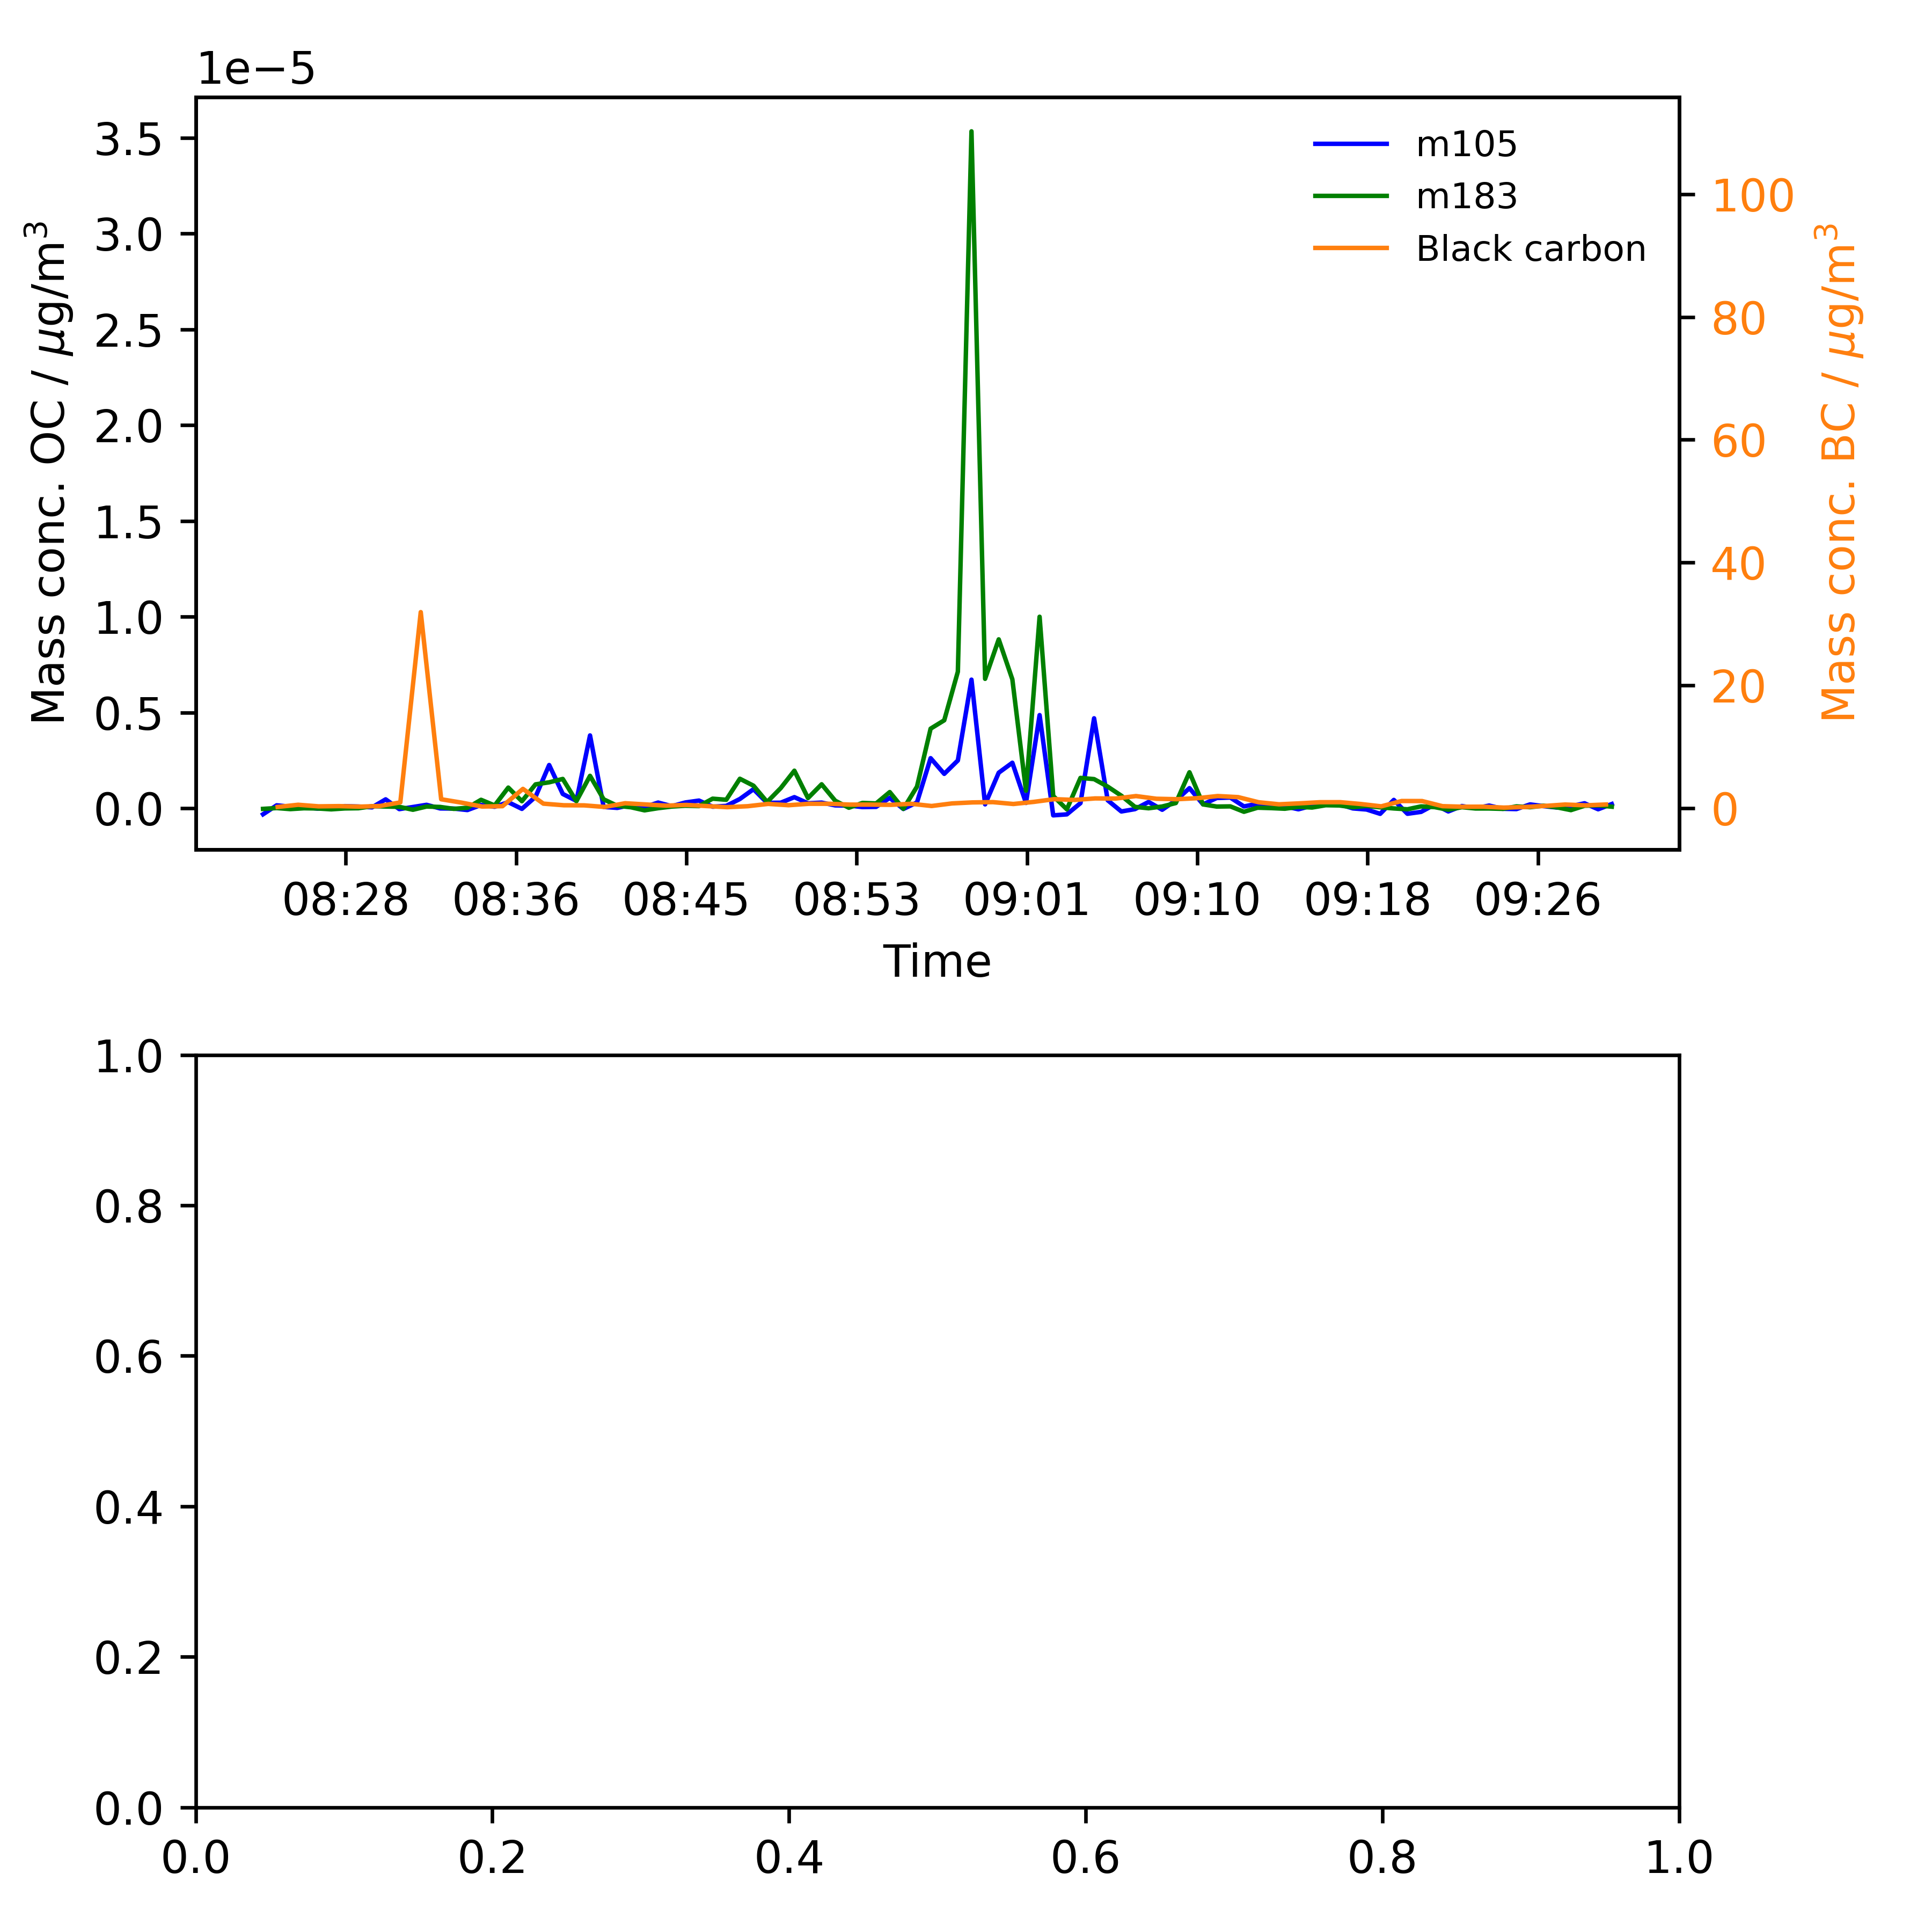 1e−5
3.5
3.0
2.5
2.0
1.5
1.0
0.5
0.0
Mass conc. OC / μg/m³
m105
m183
Black carbon
100
80
60
40
20
0
Mass conc. BC / μg/m³
08:28 08:36 08:45 08:53 09:01 09:10 09:18 09:26
Time
1.0
0.8
0.6
0.4
0.2
0.0
0.0 0.2 0.4 0.6 0.8 1.0